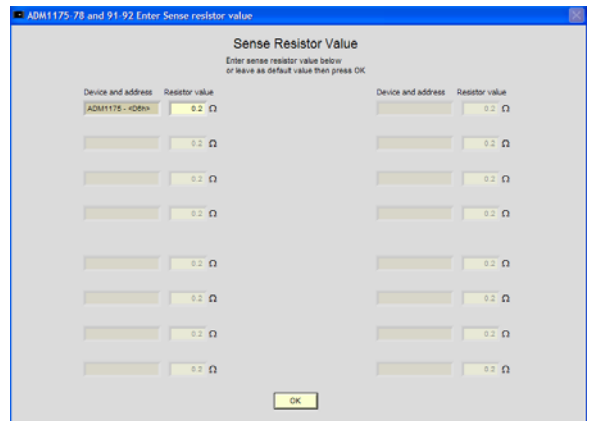 ADM1175-78 and 91-92 Enter Sense resistor value
Sense Resistor Value
Enter sense resistor value below
or leave as default value then press OK
Device and address Resistor value Device and address Resistor value
ADM1175 - <D6h> 0.2 Ω 0.2 Ω
0.2 Ω 0.2 Ω
0.2 Ω 0.2 Ω
0.2 Ω 0.2 Ω
0.2 Ω 0.2 Ω
0.2 Ω 0.2 Ω
0.2 Ω 0.2 Ω
0.2 Ω 0.2 Ω
OK